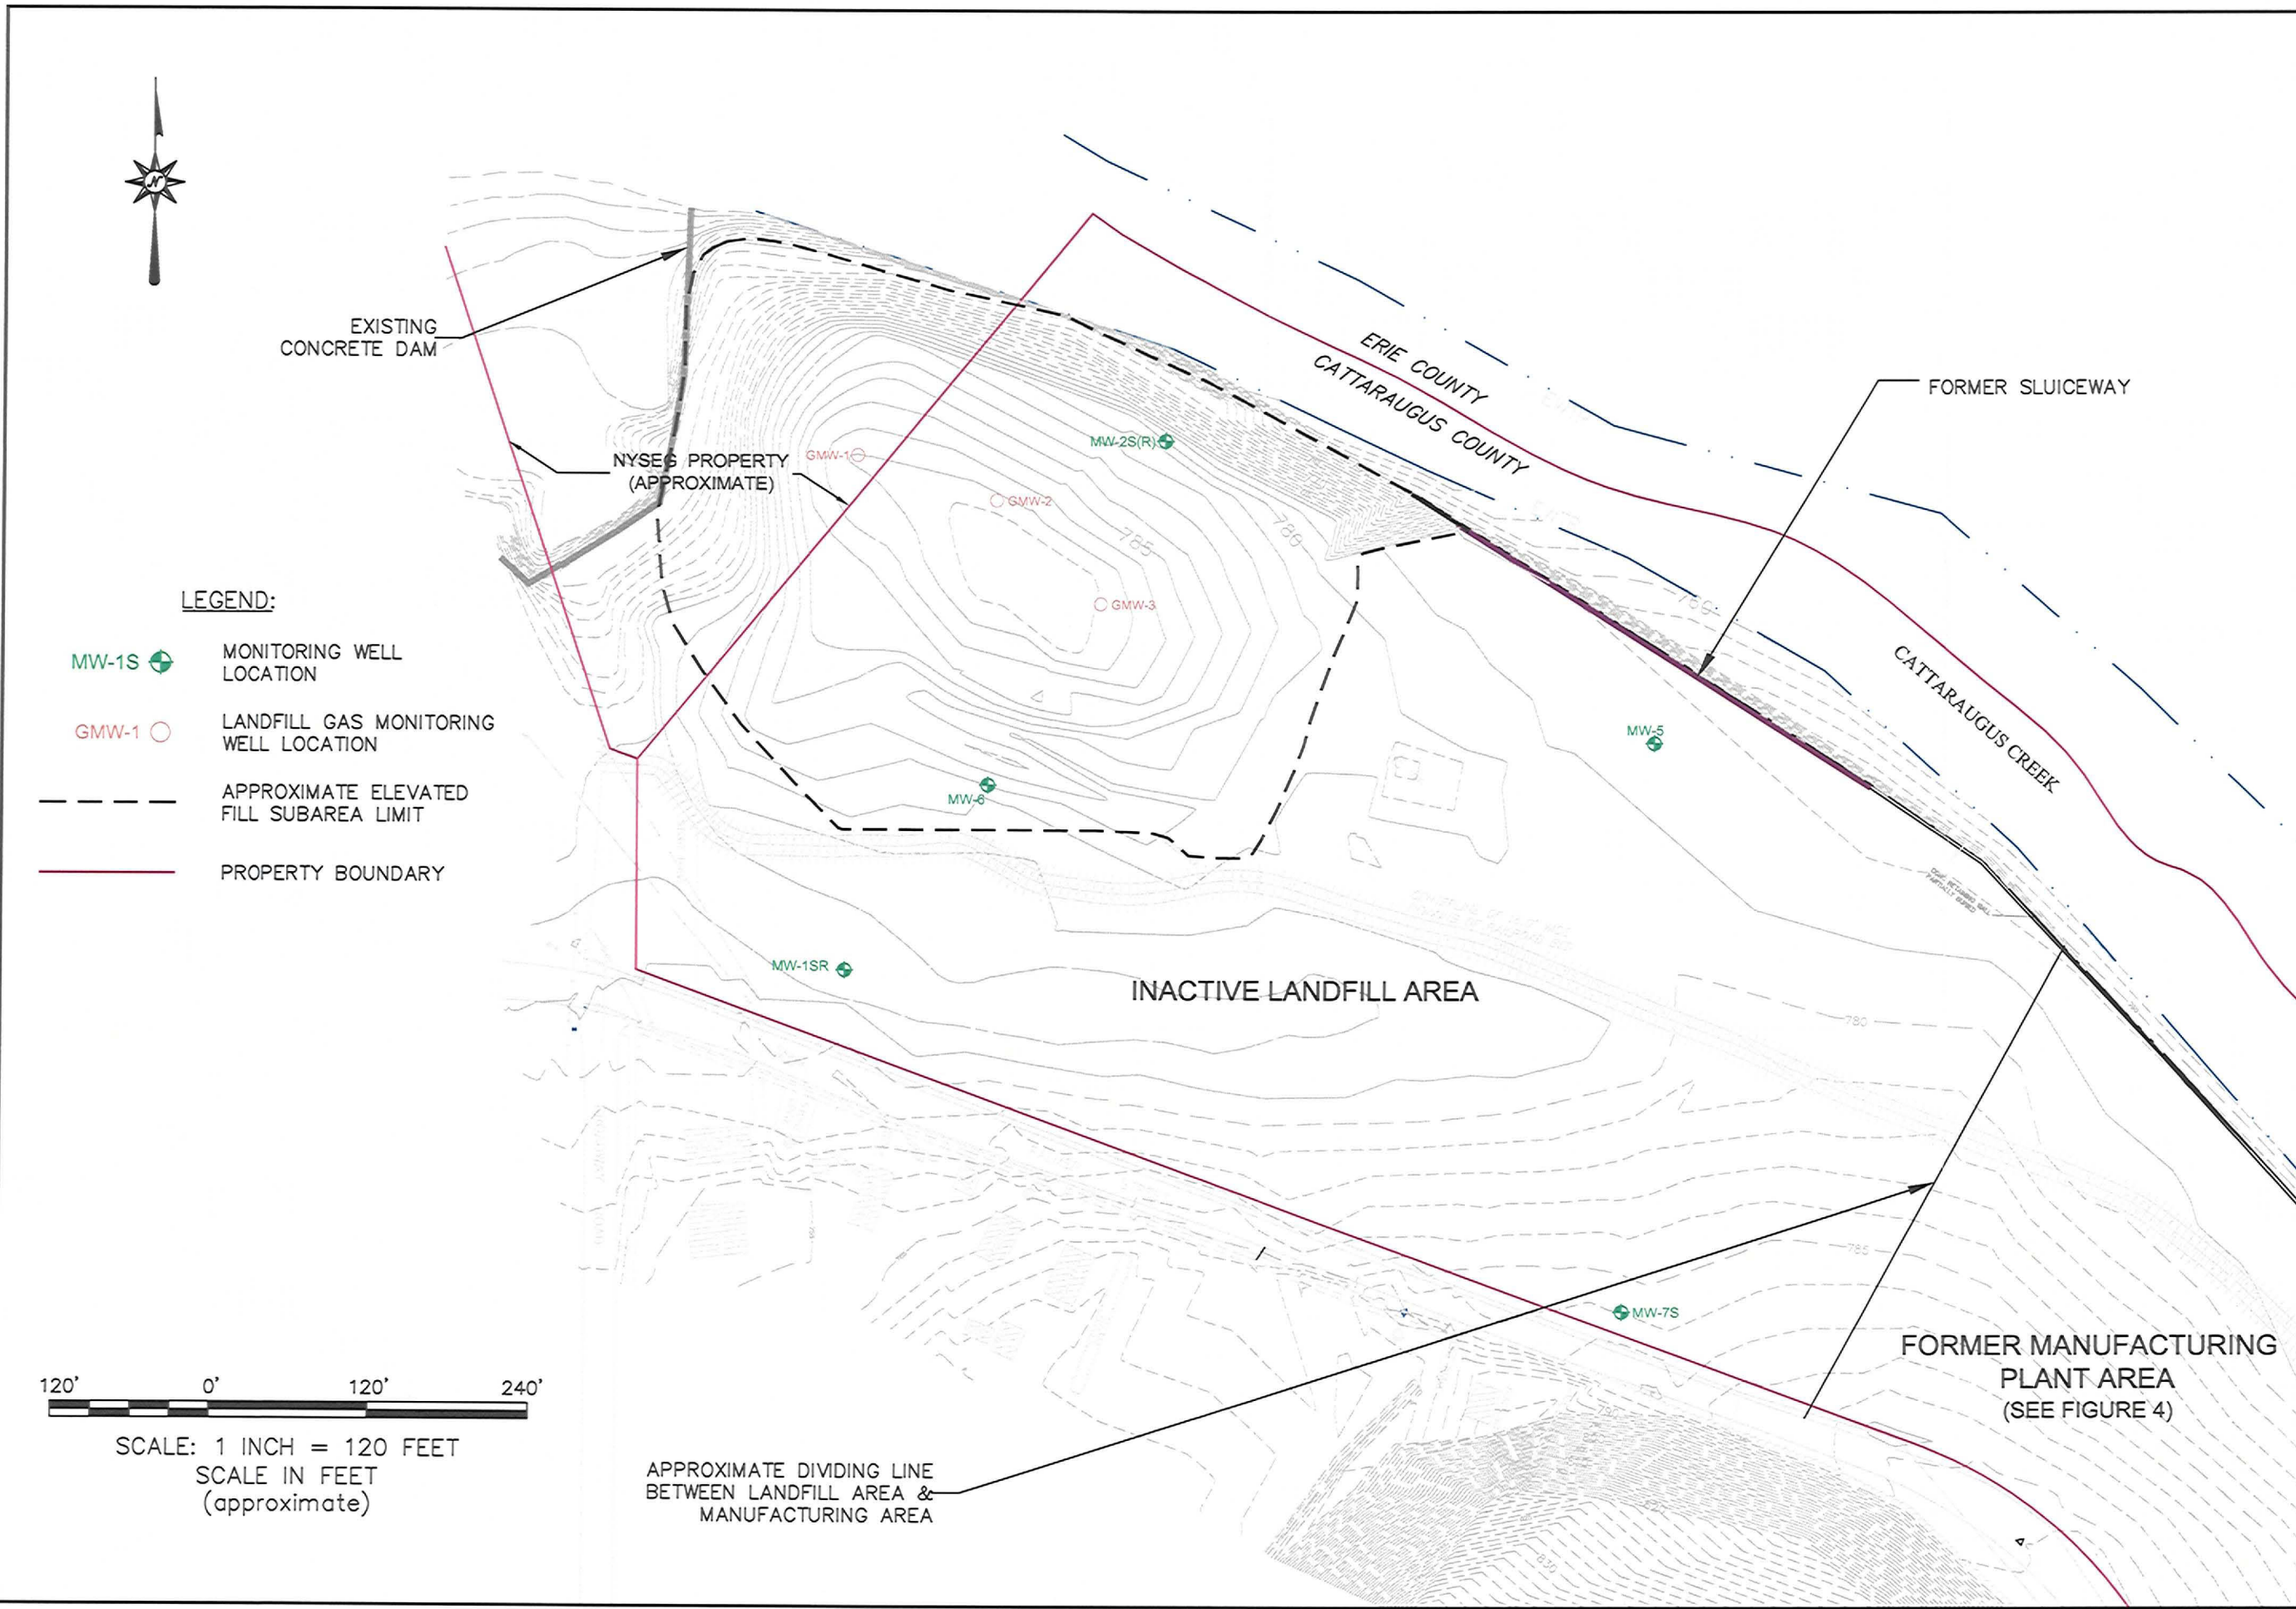 N
EXISTING
CONCRETE DAM
ERIE COUNTY
CATTARAUGUS COUNTY
FORMER SLUICEWAY
MW-2S(R)
GMW-1
NYSEG PROPERTY
(APPROXIMATE)
GMW-2
785
780
GMW-3
760
CATTARAUGUS CREEK
LEGEND:
MW-1S
MONITORING WELL
LOCATION
GMW-1
LANDFILL GAS MONITORING
WELL LOCATION
APPROXIMATE ELEVATED
FILL SUBAREA LIMIT
PROPERTY BOUNDARY
MW-5
MW-6
MW-1SR
INACTIVE LANDFILL AREA
780
785
MW-7S
FORMER MANUFACTURING
PLANT AREA
(SEE FIGURE 4)
120' 0' 120' 240'
SCALE: 1 INCH = 120 FEET
SCALE IN FEET
(approximate)
APPROXIMATE DIVIDING LINE
BETWEEN LANDFILL AREA &
MANUFACTURING AREA
790
830